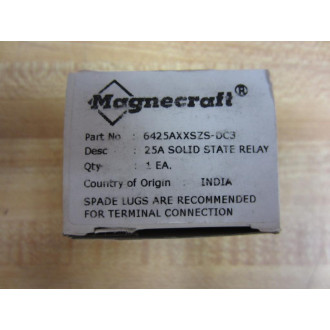 Magnecraft®
Part No : 6425AXXSZS-DC3
Desc : 25A SOLID STATE RELAY
Qty : 1 EA.
Country of Origin : INDIA
SPADE LUGS ARE RECOMMENDED
FOR TERMINAL CONNECTION